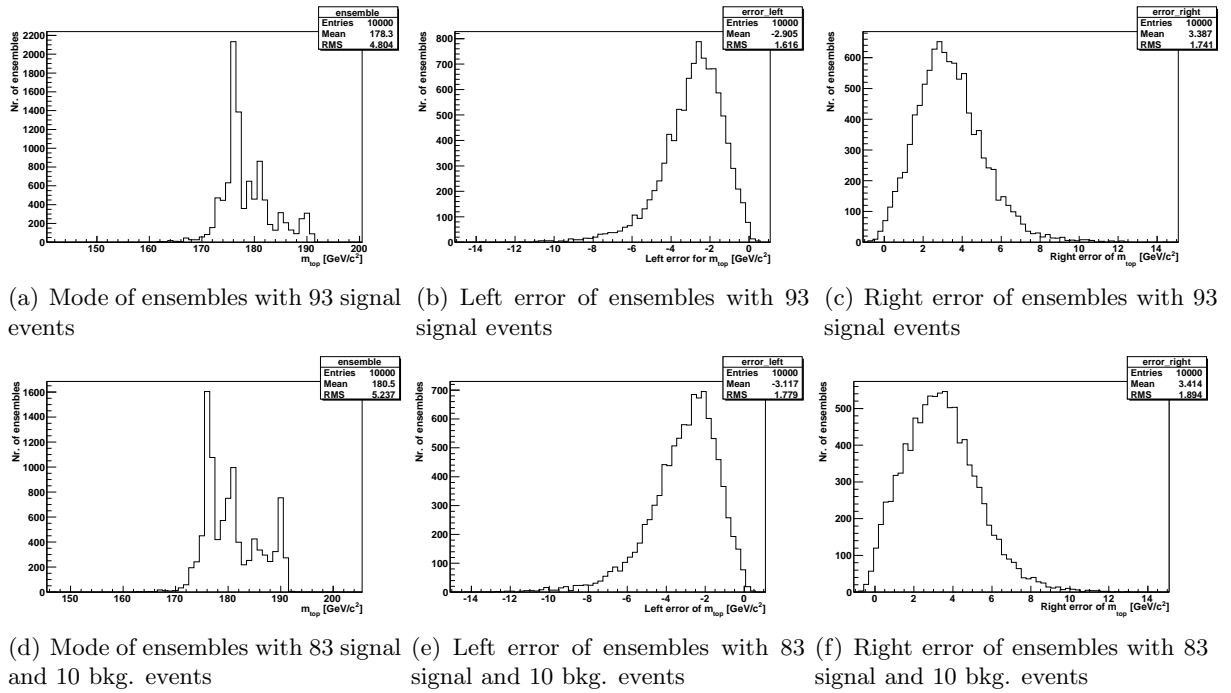 ensemble
Entries 10000
Mean 178.3
RMS 4.804
Nr. of ensembles
2200
2000
1800
1600
1400
1200
1000
800
600
400
200
0
150 160 170 180 190 200
m_top [GeV/c²]
error_left
Entries 10000
Mean -2.905
RMS 1.616
Nr. of ensembles
800
700
600
500
400
300
200
100
0
-14 -12 -10 -8 -6 -4 -2 0
Left error for m_top [GeV/c²]
error_right
Entries 10000
Mean 3.387
RMS 1.741
Nr. of ensembles
600
500
400
300
200
100
0
0 2 4 6 8 10 12 14
Right error of m_top [GeV/c²]
(a) Mode of ensembles with 93 signal
events
(b) Left error of ensembles with 93
signal events
(c) Right error of ensembles with 93
signal events
ensemble
Entries 10000
Mean 180.5
RMS 5.237
Nr. of ensembles
1600
1400
1200
1000
800
600
400
200
0
150 160 170 180 190 200
m_top [GeV/c²]
error_left
Entries 10000
Mean -3.117
RMS 1.779
Nr. of ensembles
700
600
500
400
300
200
100
0
-14 -12 -10 -8 -6 -4 -2 0
Left error of m_top [GeV/c²]
error_right
Entries 10000
Mean 3.414
RMS 1.894
Nr. of ensembles
500
400
300
200
100
0
0 2 4 6 8 10 12 14
Right error of m_top [GeV/c²]
(d) Mode of ensembles with 83 signal
and 10 bkg. events
(e) Left error of ensembles with 83
signal and 10 bkg. events
(f) Right error of ensembles with 83
signal and 10 bkg. events